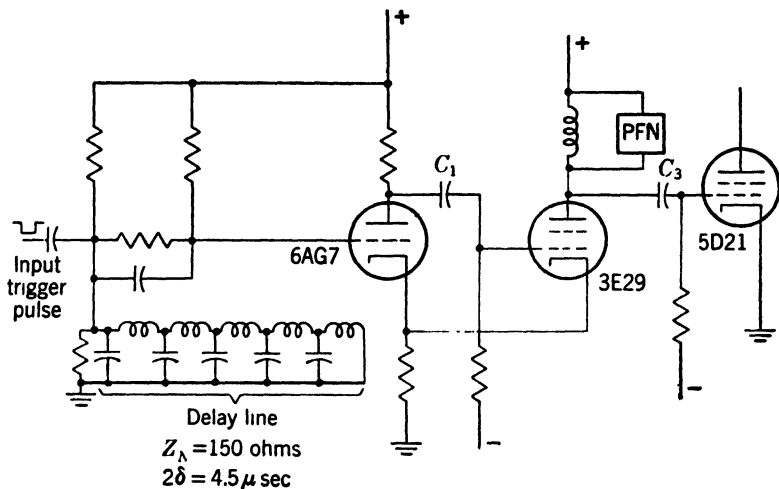 +
+
PFN
C₁
C₃
6AG7
3E29
5D21
Input
trigger
pulse
−
−
Delay line
Z_λ = 150 ohms
2δ = 4.5 μ sec